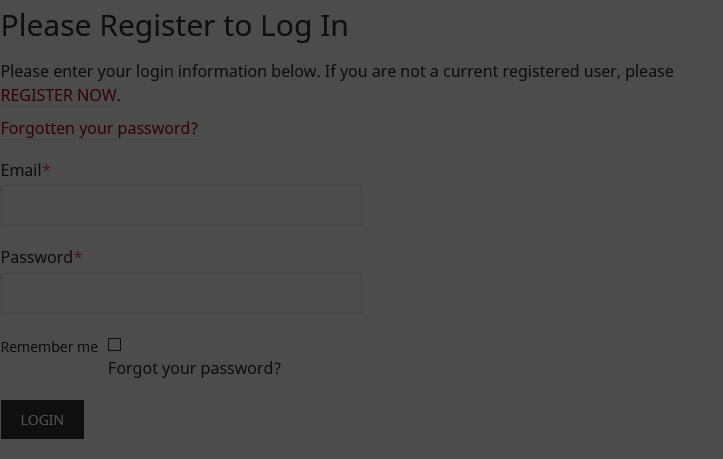 Please Register to Log In
Please enter your login information below. If you are not a current registered user, please
REGISTER NOW.
Forgotten your password?
Email*
Password*
Remember me
Forgot your password?
LOGIN